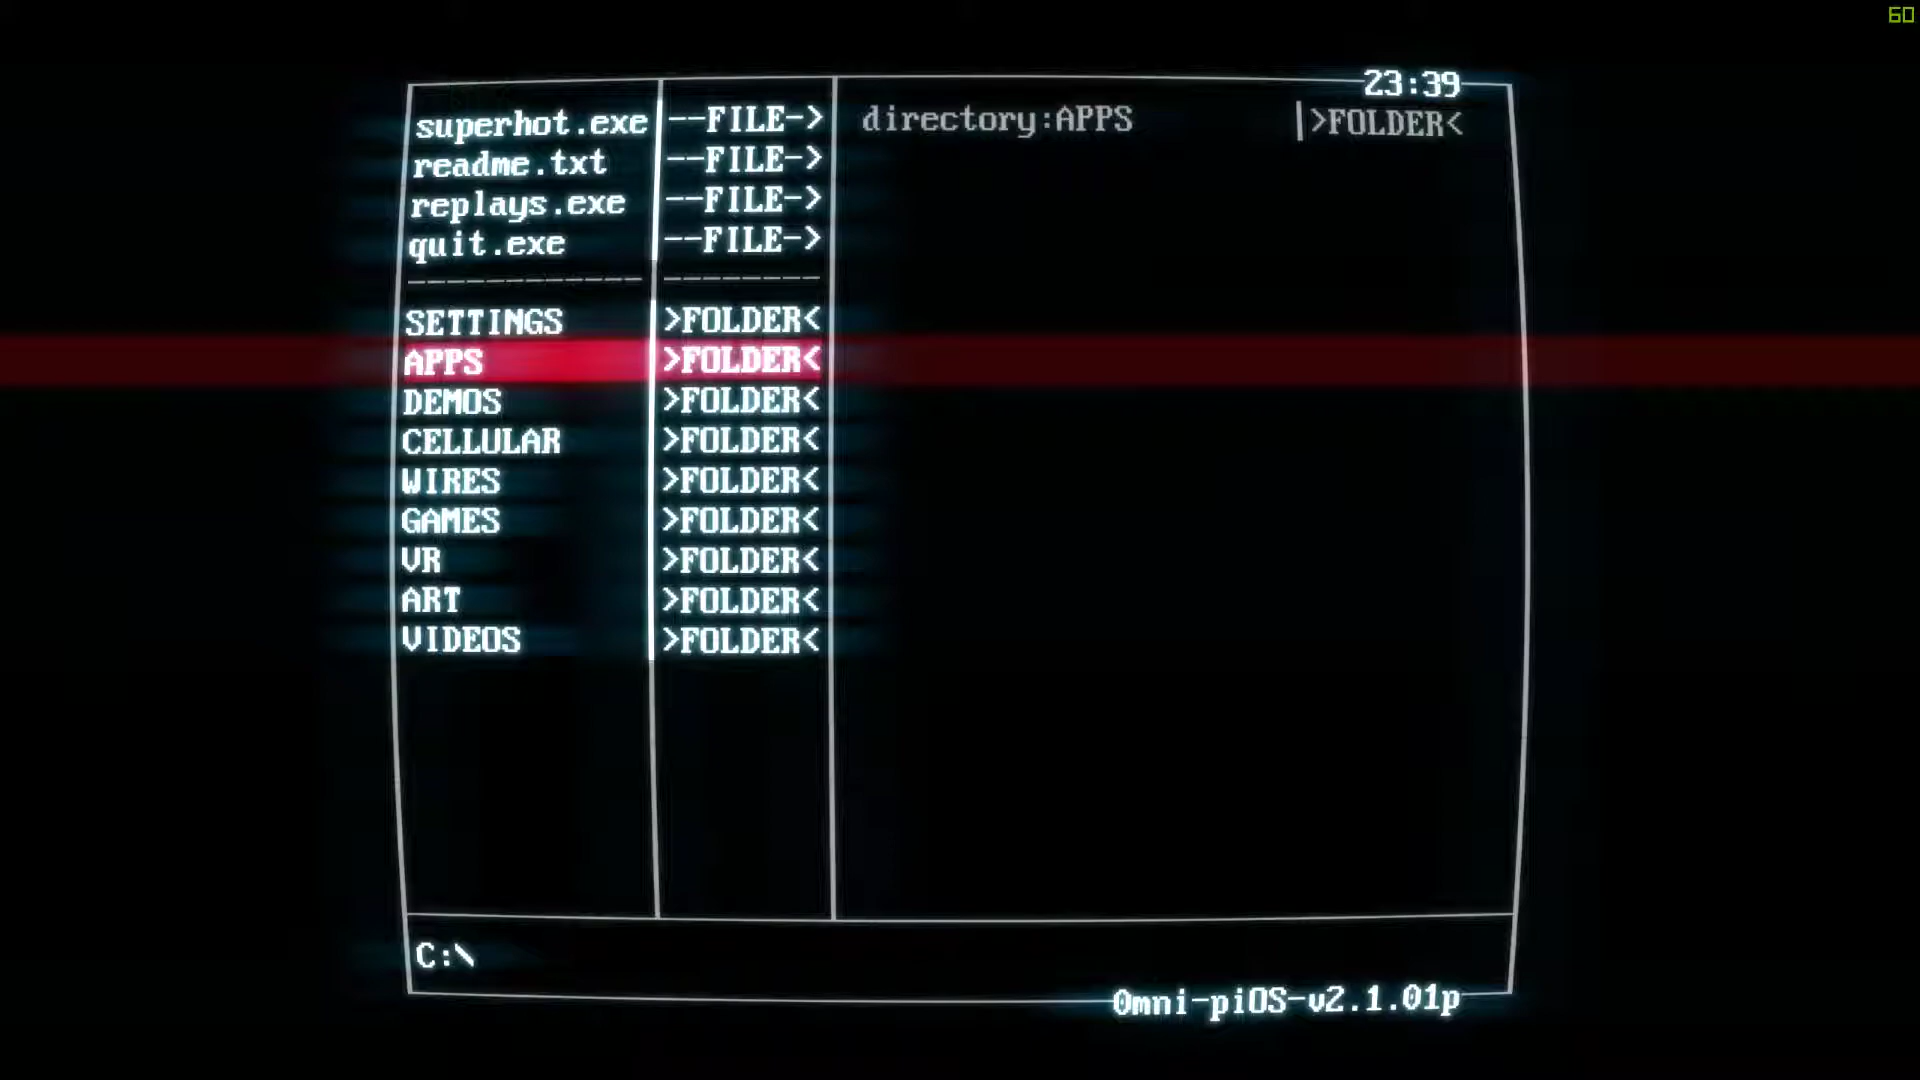 60
23:39
superhot.exe --FILE-> directory:APPS |>FOLDER<
readme.txt --FILE->
replays.exe --FILE->
quit.exe --FILE->
SETTINGS >FOLDER<
APPS >FOLDER<
DEMOS >FOLDER<
CELLULAR >FOLDER<
WIRES >FOLDER<
GAMES >FOLDER<
VR >FOLDER<
ART >FOLDER<
VIDEOS >FOLDER<
C:\
Omni-piOS-v2.1.01p